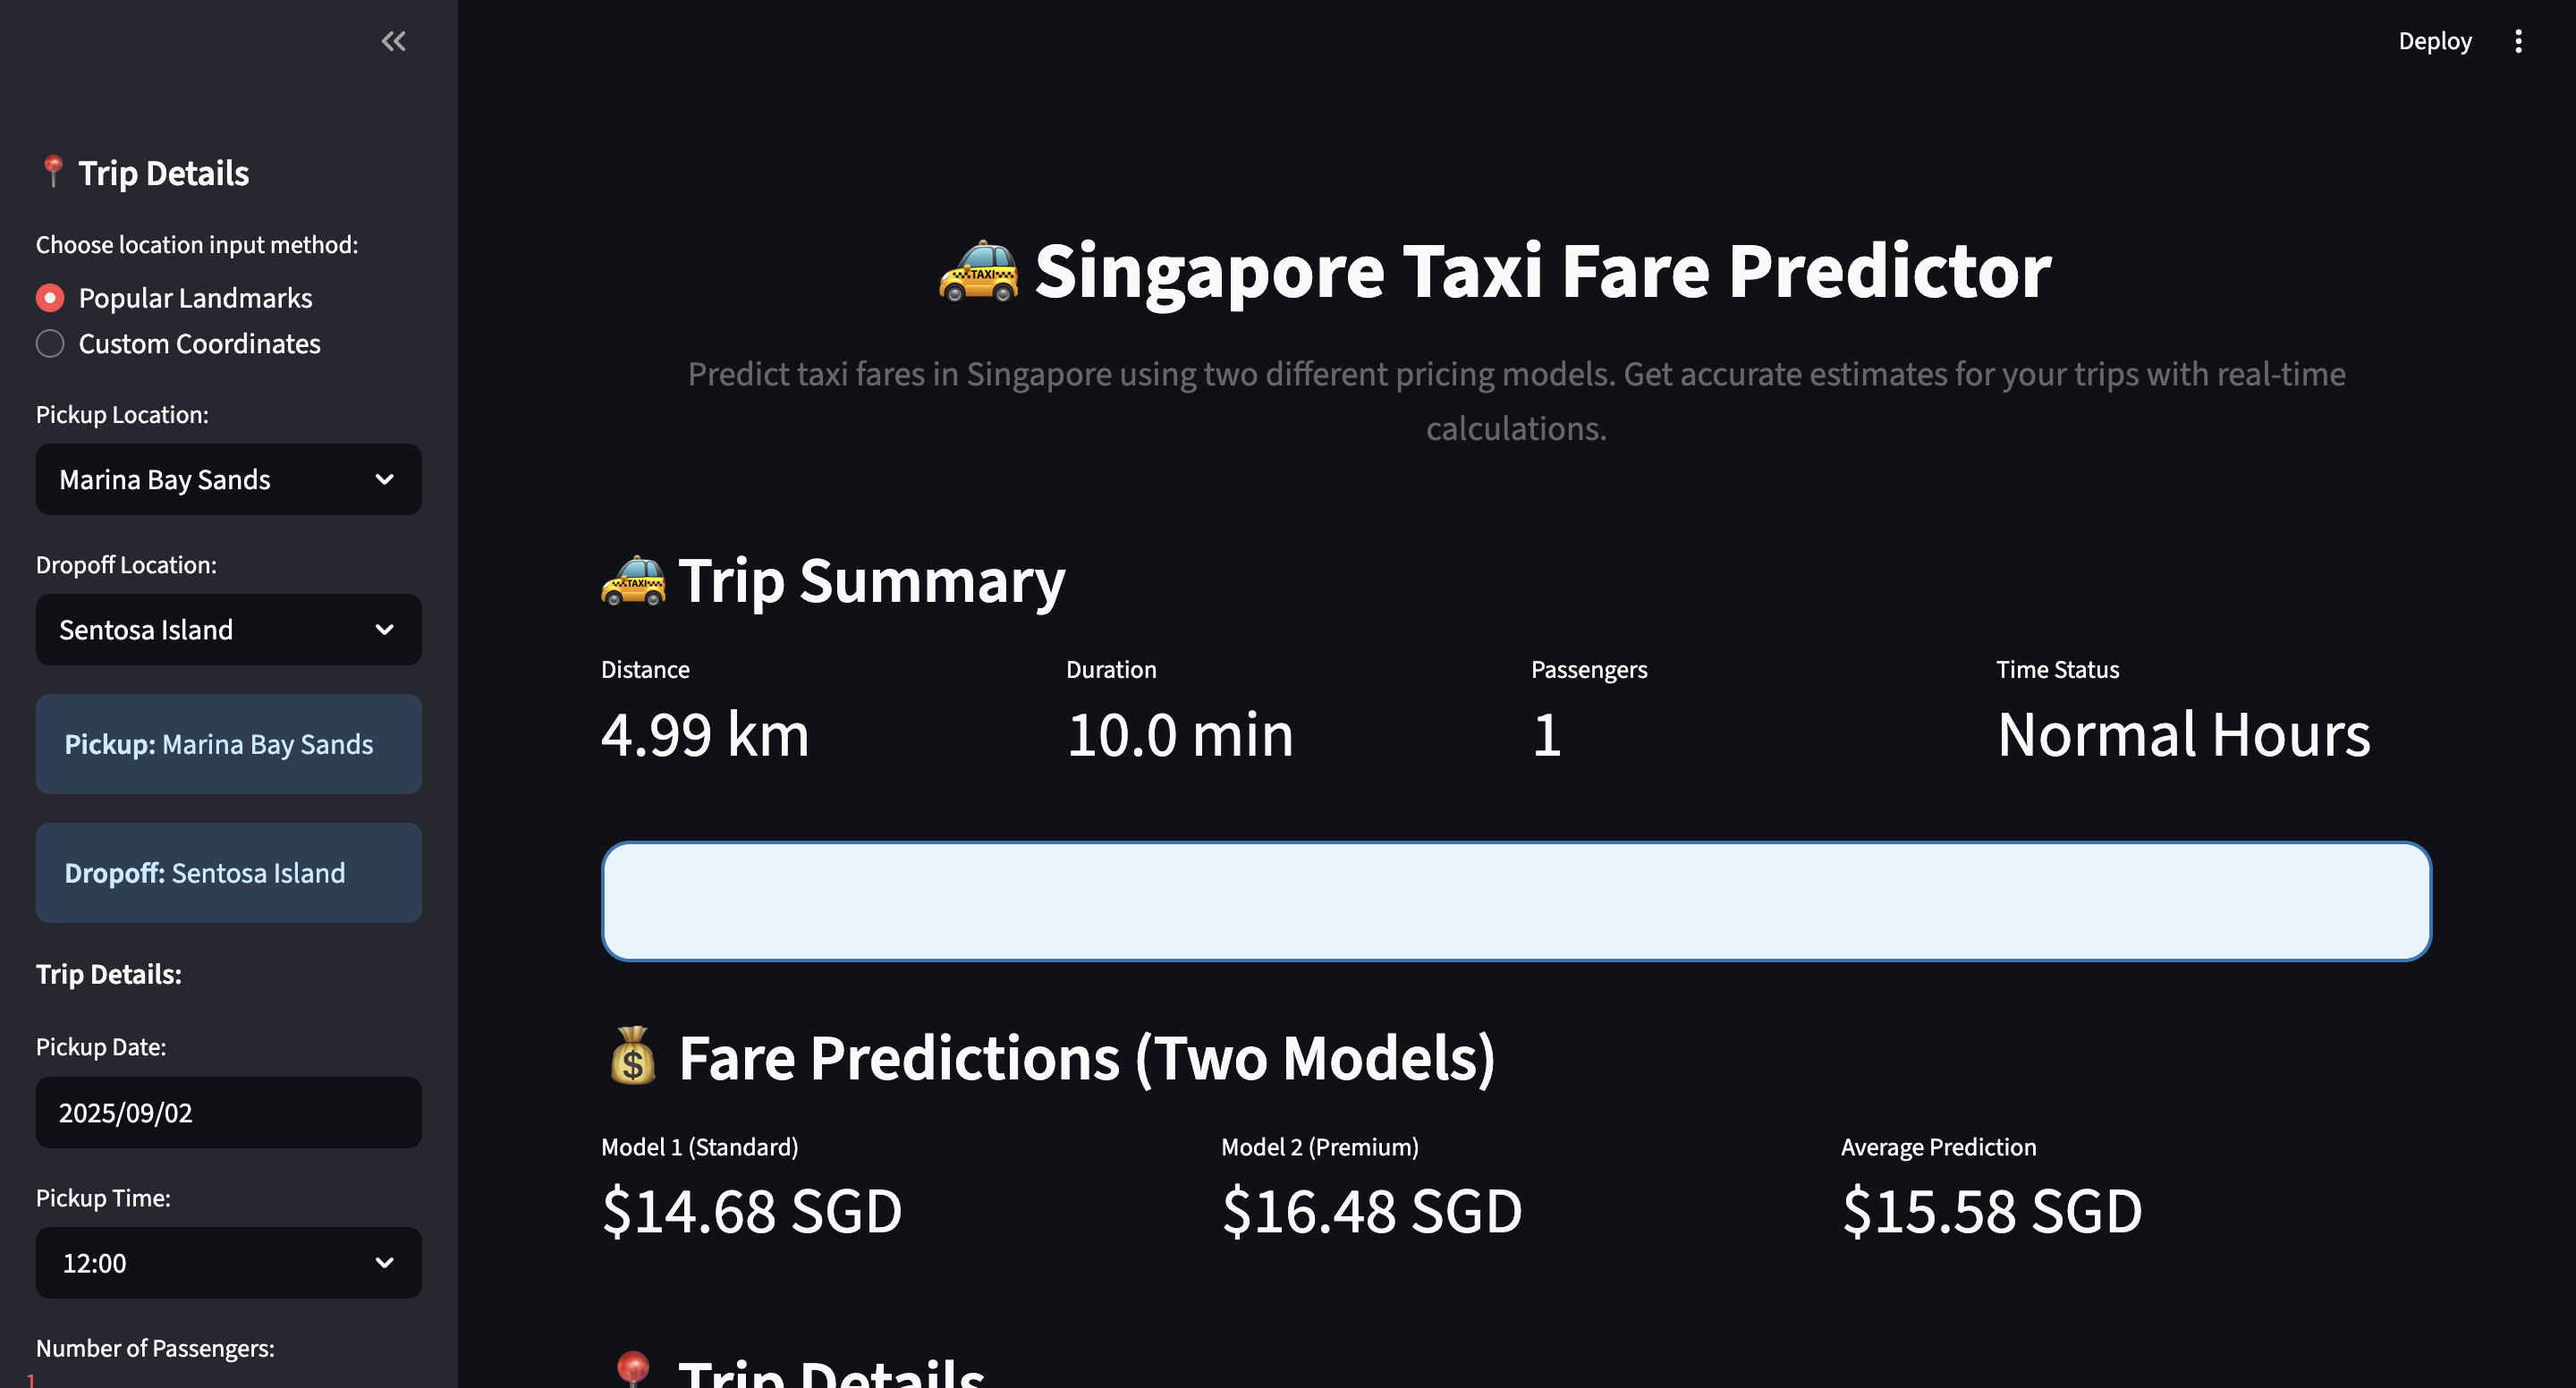 Deploy
Trip Details
Choose location input method:
Popular Landmarks
Custom Coordinates
Pickup Location:
Marina Bay Sands
Dropoff Location:
Sentosa Island
Pickup: Marina Bay Sands
Dropoff: Sentosa Island
Trip Details:
Pickup Date:
2025/09/02
Pickup Time:
12:00
Number of Passengers:
1
TAXI
Singapore Taxi Fare Predictor
Predict taxi fares in Singapore using two different pricing models. Get accurate estimates for your trips with real-time
calculations.
TAXI
Trip Summary
Distance
Duration
Passengers
Time Status
4.99 km
10.0 min
1
Normal Hours
$
Fare Predictions (Two Models)
Model 1 (Standard)
Model 2 (Premium)
Average Prediction
$14.68 SGD
$16.48 SGD
$15.58 SGD
Trip Details